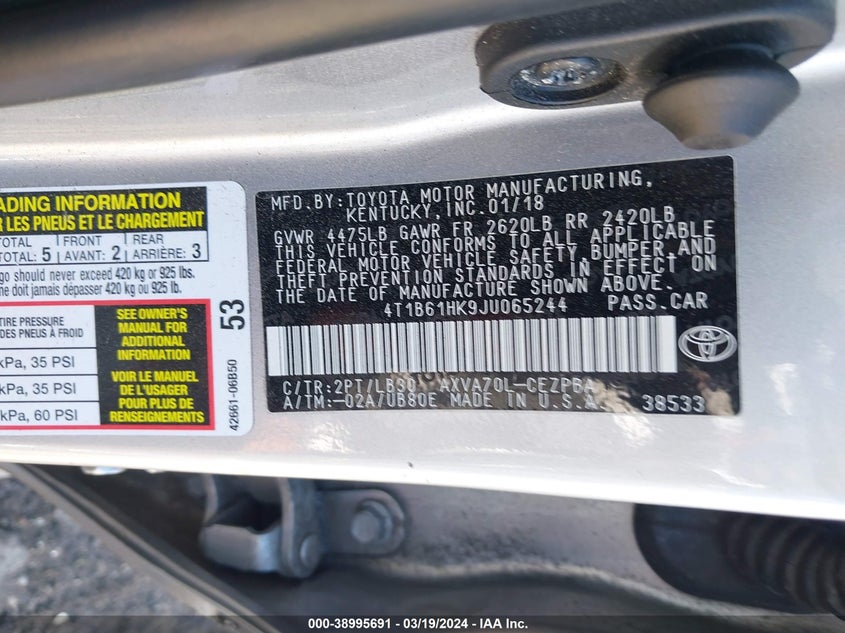 ADING INFORMATION
R LES PNEUS ET LE CHARGEMENT
TOTAL FRONT REAR
TOTAL: 5 AVANT: 2 ARRIÈRE: 3
go should never exceed 420 kg or 925 lbs.
ne doit jamais dépasser 420 kg ou 925 lb.
TIRE PRESSURE
DES PNEUS À FROID
kPa, 35 PSI
kPa, 35 PSI
kPa, 60 PSI
SEE OWNER'S
MANUAL FOR
ADDITIONAL
INFORMATION
VOIR LE MANUEL
DE L'USAGER
POUR PLUS DE
RENSEIGNEMENTS
53
42661-06B50
MFD.BY:TOYOTA MOTOR MANUFACTURING,
KENTUCKY,INC.01/18
GVWR 4475LB GAWR FR 2620LB RR 2420LB
THIS VEHICLE CONFORMS TO ALL APPLICABLE
FEDERAL MOTOR VEHICLE SAFETY,BUMPER,AND
THEFT PREVENTION STANDARDS IN EFFECT ON
THE DATE OF MANUFACTURE SHOWN ABOVE.
4T1B61HK9JU065244 PASS.CAR
C/TR:2PT/LB30 AXVA70L-CEZPBA
A/TM:-02A/UB80E MADE IN U.S.A. 38533
000-38995691 - 03/19/2024 - IAA Inc.